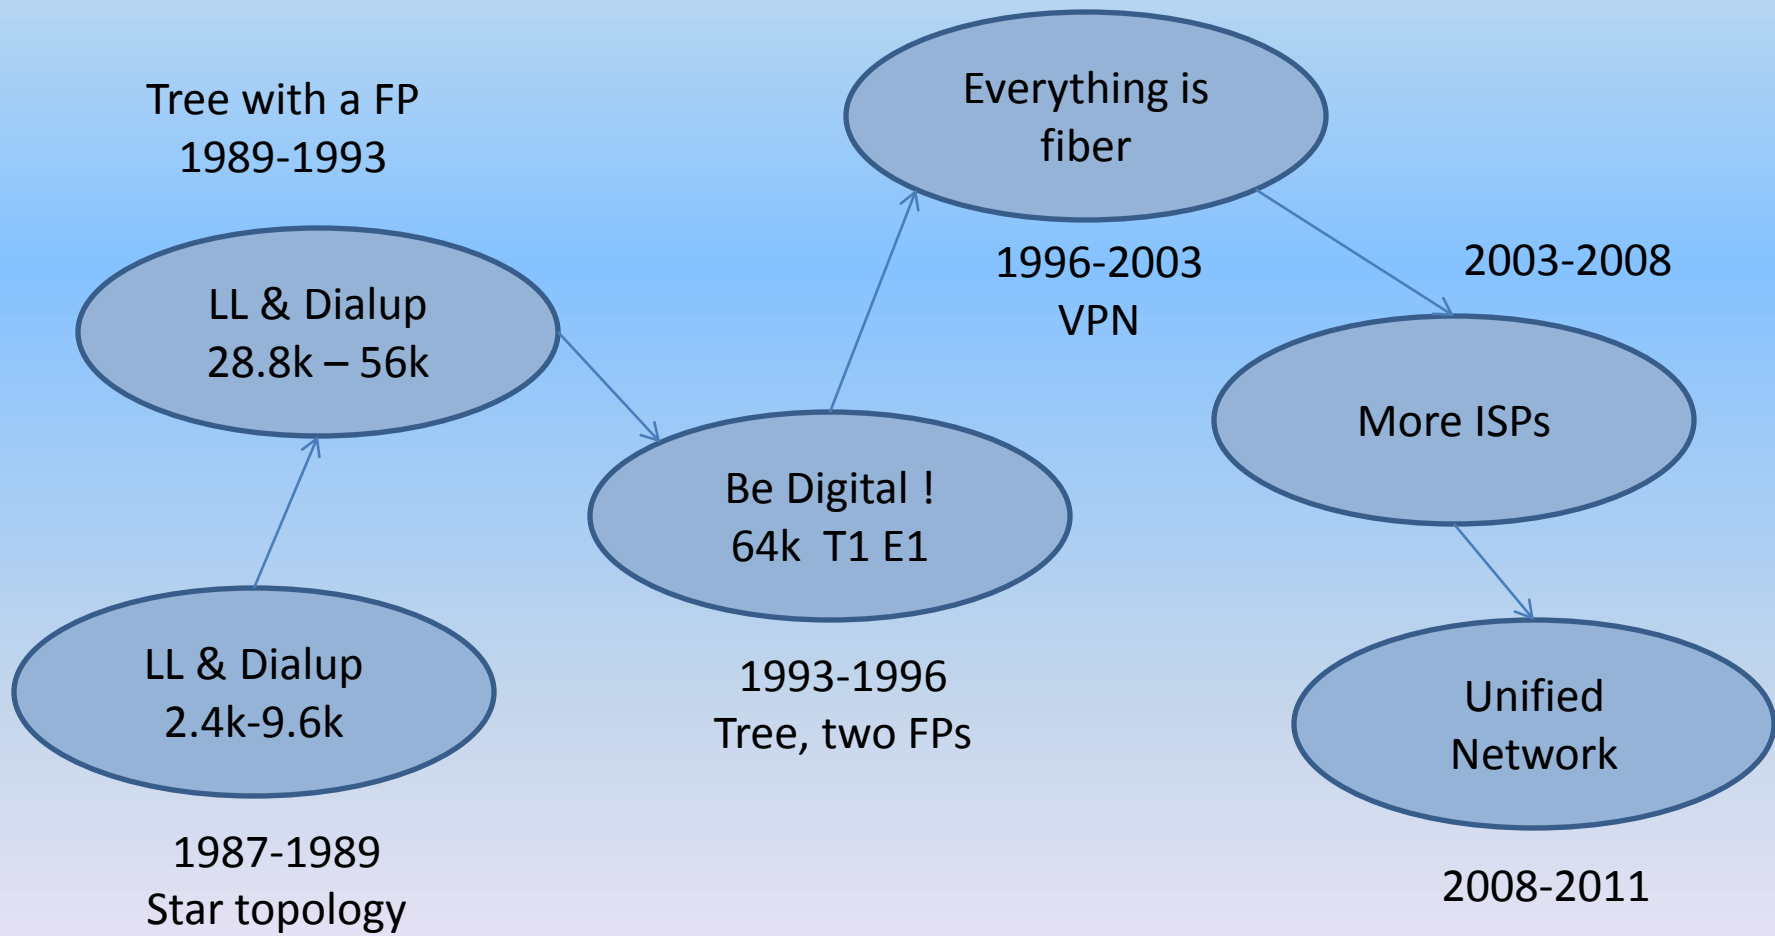 Tree with a FP
1989-1993
LL & Dialup
28.8k – 56k
LL & Dialup
2.4k-9.6k
1987-1989
Star topology
Be Digital !
64k  T1 E1
1993-1996
Tree, two FPs
Everything is
fiber
1996-2003
VPN
2003-2008
More ISPs
Unified
Network
2008-2011